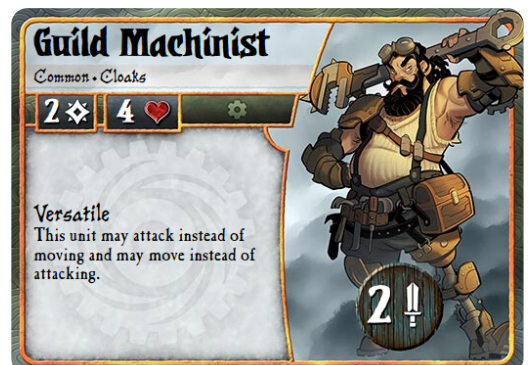 Guild Machinist
Common • Cloaks
2 4
Versatile
This unit may attack instead of
moving and may move instead of
attacking.
2